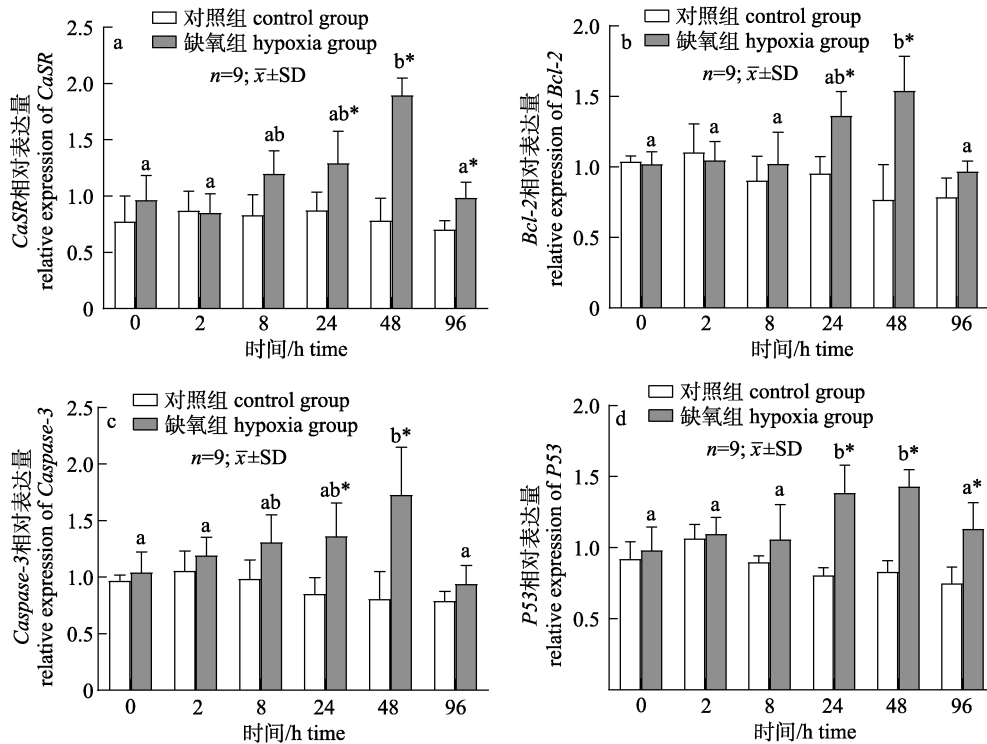 CaSR相对表达量
relative expression of CaSR
2.5
2.0
1.5
1.0
0.5
0
a
对照组 control group
缺氧组 hypoxia group
n=9; x̅±SD
a
a
ab
ab*
b*
a*
0
2
8
24
48
96
时间/h time
Bcl-2相对表达量
relative expression of Bcl-2
2.0
1.5
1.0
0.5
0
b
对照组 control group
缺氧组 hypoxia group
n=9; x̅±SD
a
a
a
ab*
b*
a
0
2
8
24
48
96
时间/h time
Caspase-3相对表达量
relative expression of Caspase-3
2.5
2.0
1.5
1.0
0.5
0
c
对照组 control group
缺氧组 hypoxia group
n=9; x̅±SD
a
a
ab
ab*
b*
a
0
2
8
24
48
96
时间/h time
P53相对表达量
relative expression of P53
2.0
1.5
1.0
0.5
d
对照组 control group
缺氧组 hypoxia group
n=9; x̅±SD
a
a
a
b*
b*
a*
0
2
8
24
48
96
时间/h time